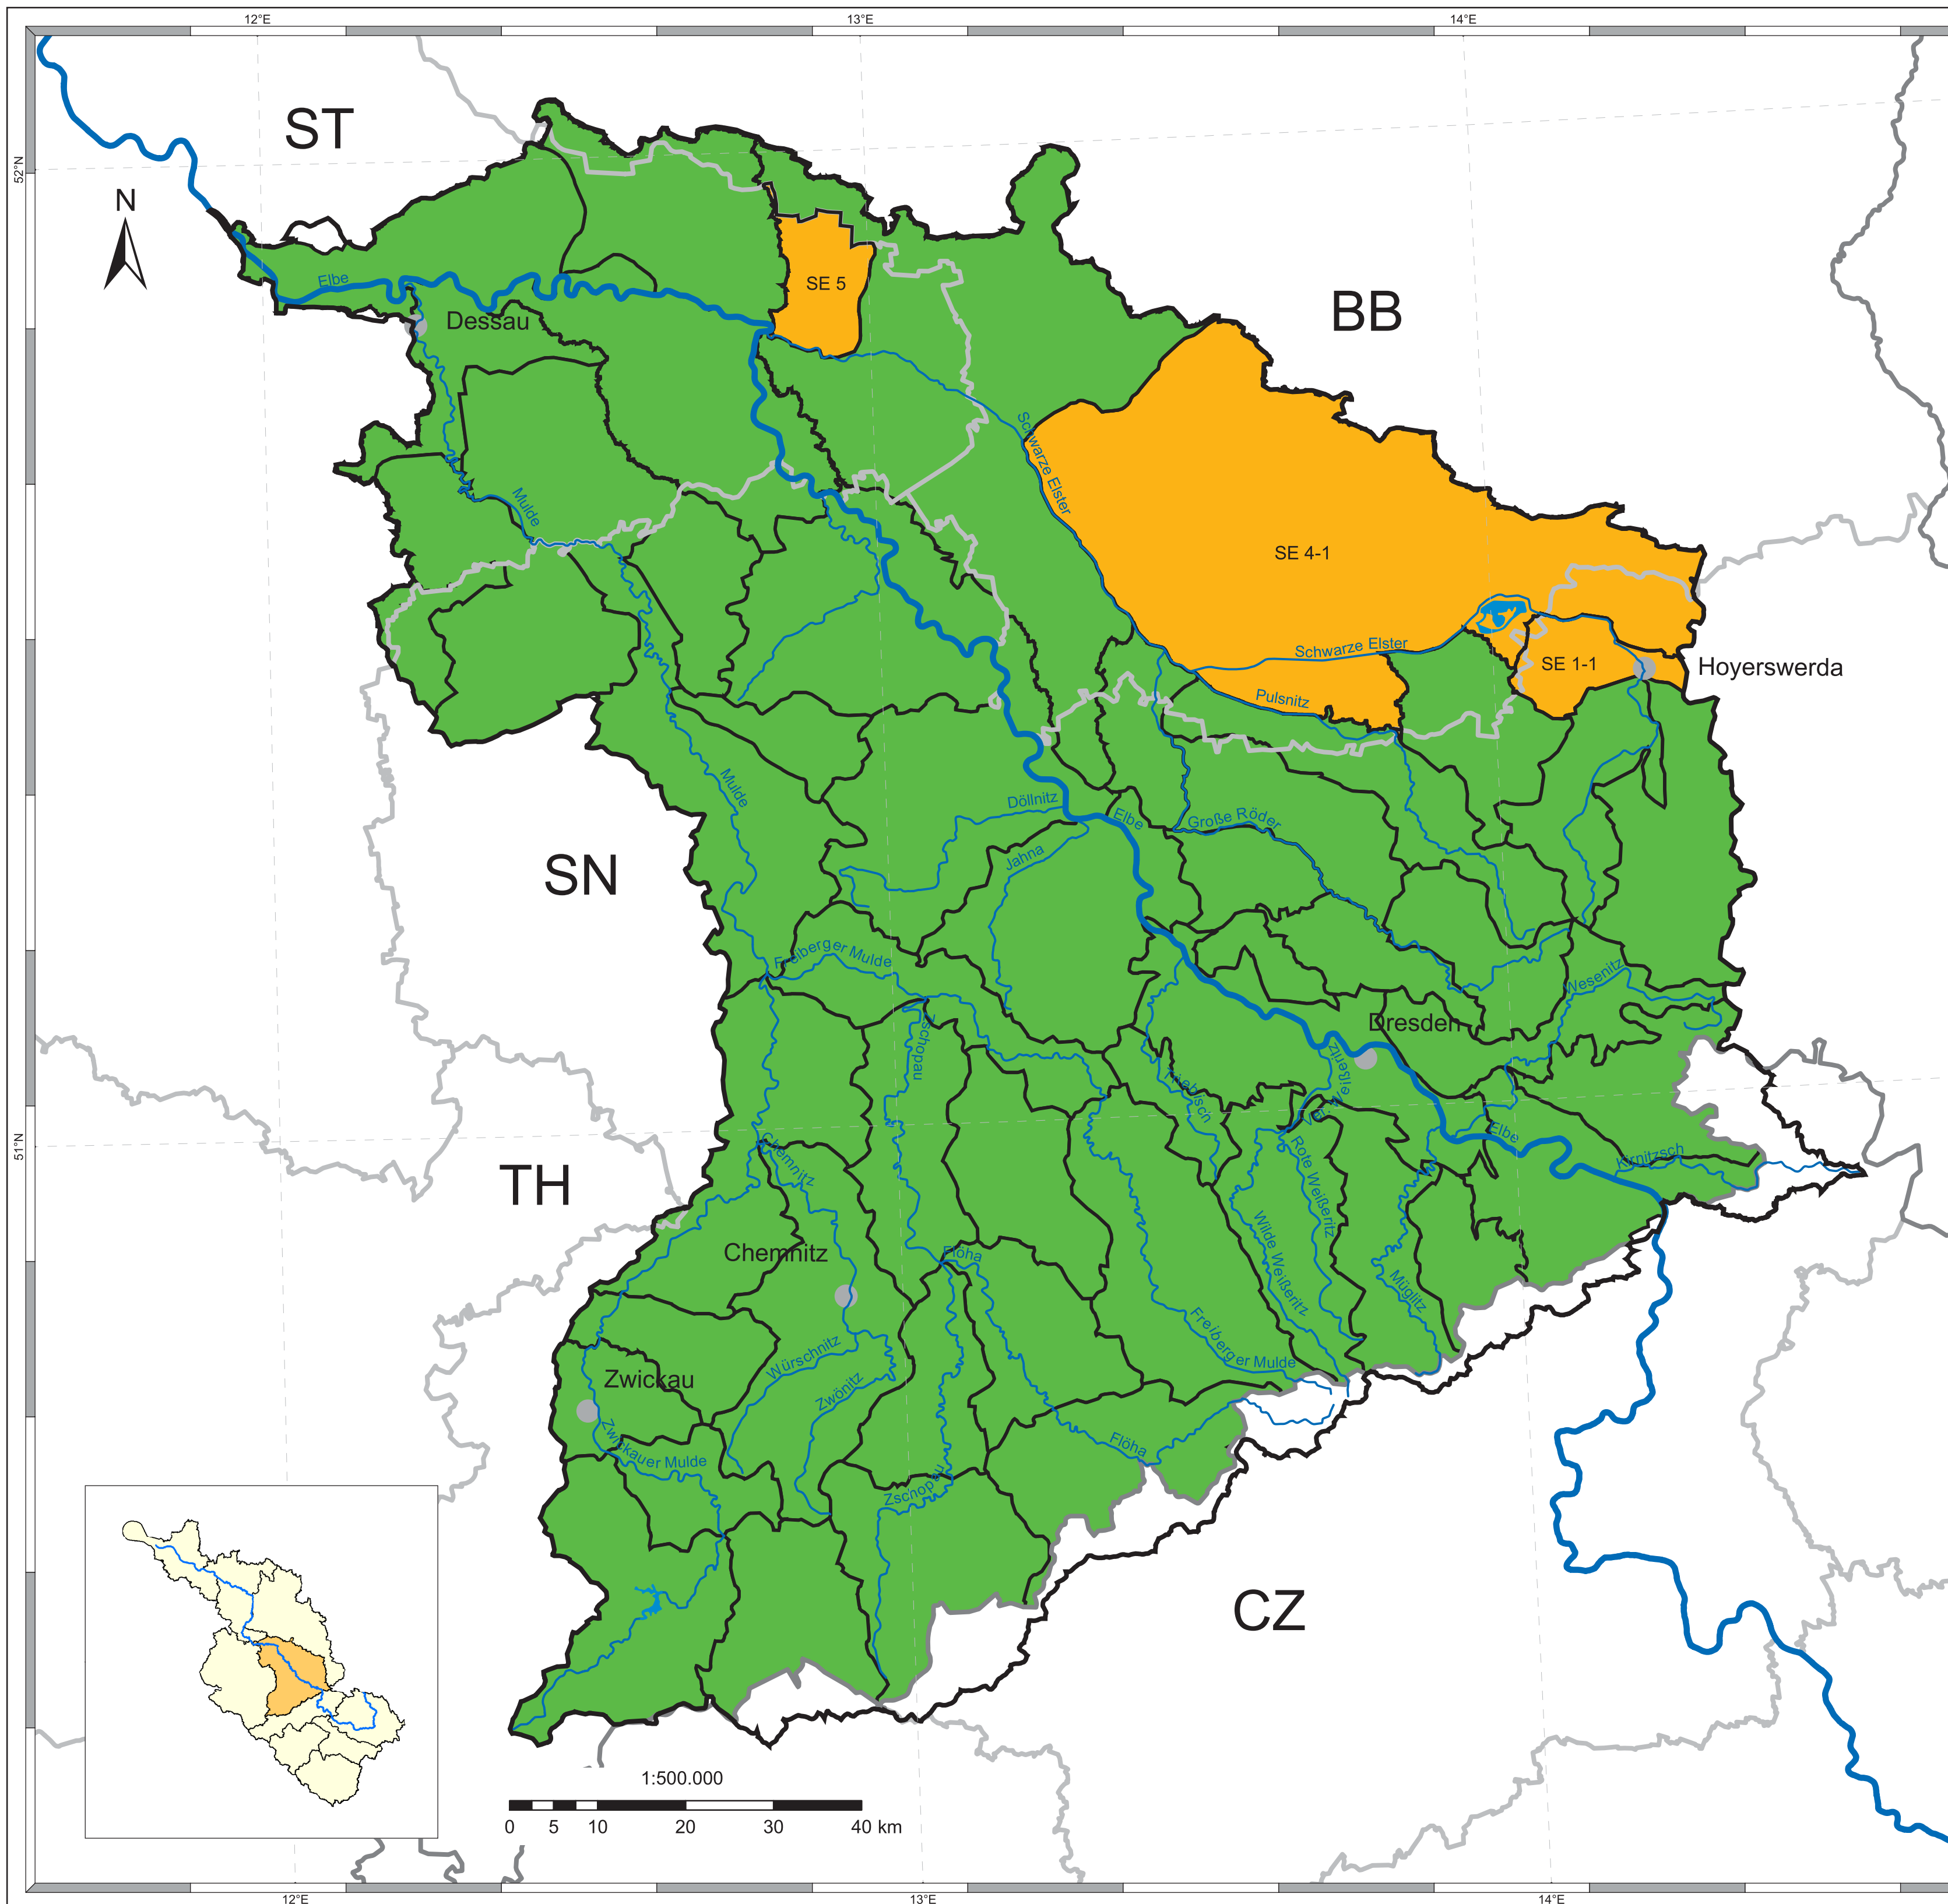 12°E
13°E
14°E
52°N
51°N
ST
N
BB
Elbe
SE 5
Dessau
Schwarze Elster
Mulde
SE 4-1
Schwarze Elster
SE 1-1
Hoyerswerda
Pulsnitz
Mulde
Döllnitz
Elbe
Große Röder
Jahna
SN
Freiberger Mulde
Wesenitz
Zschopau
Dresden
Triebisch
Ver. Weißeritz
Elbe
Kirnitzsch
Chemnitz
Rote Weißeritz
TH
Wilde Weißeritz
Chemnitz
Flöha
Müglitz
Freiberger Mulde
Würschnitz
Zwickau
Zwönitz
Zwickauer Mulde
Flöha
Zschopau
CZ
1:500.000
0 5 10 20 30 40 km
12°E
13°E
14°E